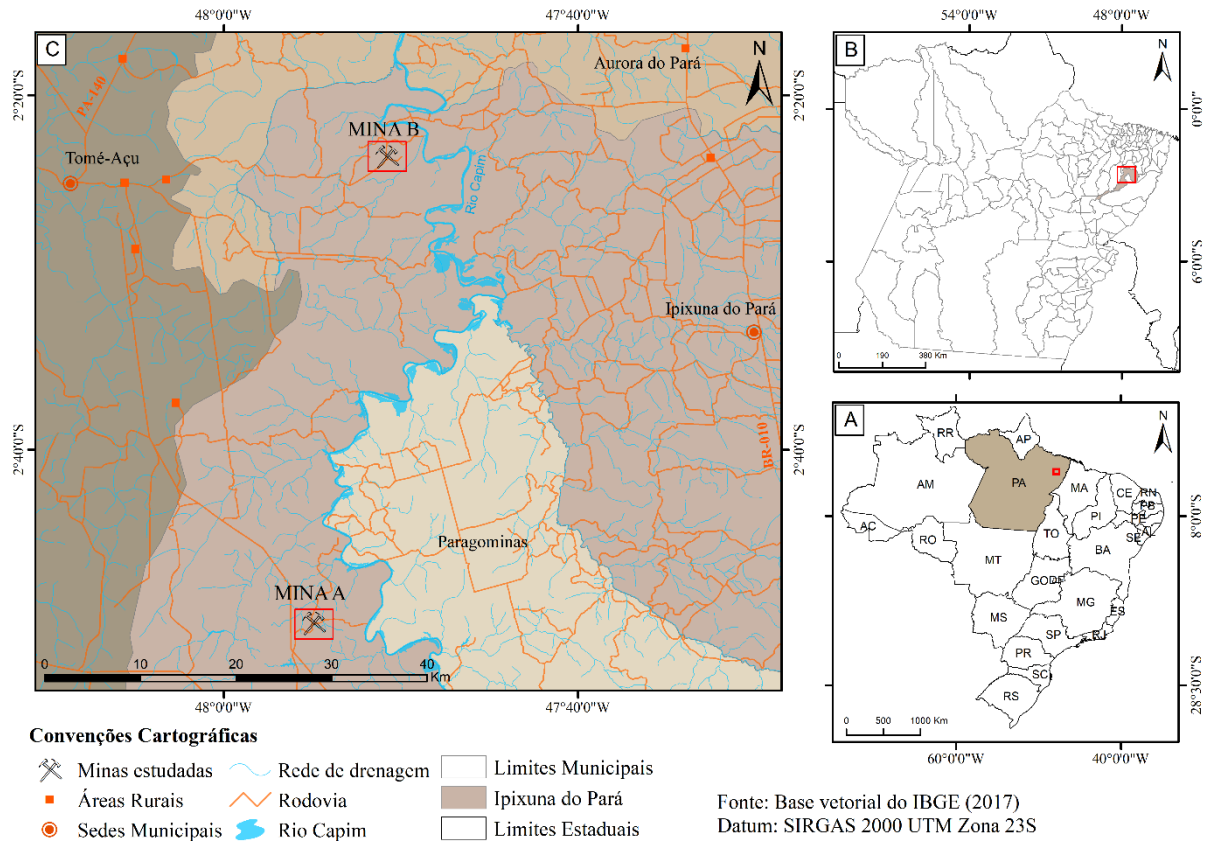 48°0'0"W
47°40'0"W
C
N
Aurora do Pará
PA-140
2°20'0"S
2°20'0"S
MINA B
Tomé-Açu
Rio Capim
Ipixuna do Pará
BR-010
2°40'0"S
2°40'0"S
Paragominas
MINA A
0 10 20 30 40
Km
48°0'0"W
47°40'0"W
54°0'0"W
48°0'0"W
B
N
0°0'0"
6°0'0"S
0 190 380 Km
A
N
RR
AP
AM
PA
MA
CE
RN
PB
PE
AL
SE
PI
AC
RO
TO
BA
MT
GO
DF
MG
ES
MS
SP
RJ
PR
SC
RS
8°0'0"S
28°30'0"S
0 500 1000 Km
60°0'0"W
40°0'0"W
Convenções Cartográficas
Minas estudadas
Áreas Rurais
Sedes Municipais
Rede de drenagem
Rodovia
Rio Capim
Limites Municipais
Ipixuna do Pará
Limites Estaduais
Fonte: Base vetorial do IBGE (2017)
Datum: SIRGAS 2000 UTM Zona 23S